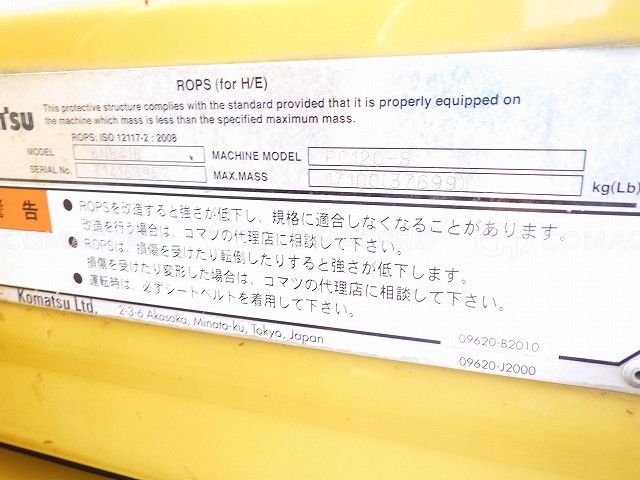 ROPS (for H/E)
This protective structure complies with the standard provided that it is properly equipped on
the machine which mass is less than the specified maximum mass.
ROPS: ISO 12117-2 : 2008
MODEL
MACHINE MODEL PC120-8
SERIAL No.
MAX.MASS 17100(37699) kg(Lb)
警告
● ROPSを改造すると強さが低下し、規格に適合しなくなることがあります。
改造を行う場合は、コマツの代理店に相談して下さい。
● ROPSは、損傷を受けたり転倒したりすると強さが低下します。
損傷を受けたり変形した場合は、コマツの代理店に相談して下さい。
● 運転時は、必ずシートベルトを着用して下さい。
Komatsu Ltd. 2-3-6 Akasaka, Minato-ku, Tokyo, Japan
09620-B2010
09620-J2000